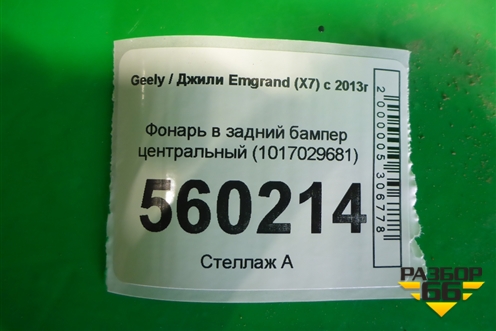 Geely / Джили Emgrand (X7) с 2013г
Фонарь в задний бампер
центральный (1017029681)
560214
Стеллаж А
2000005306778
РАЗБОР
66